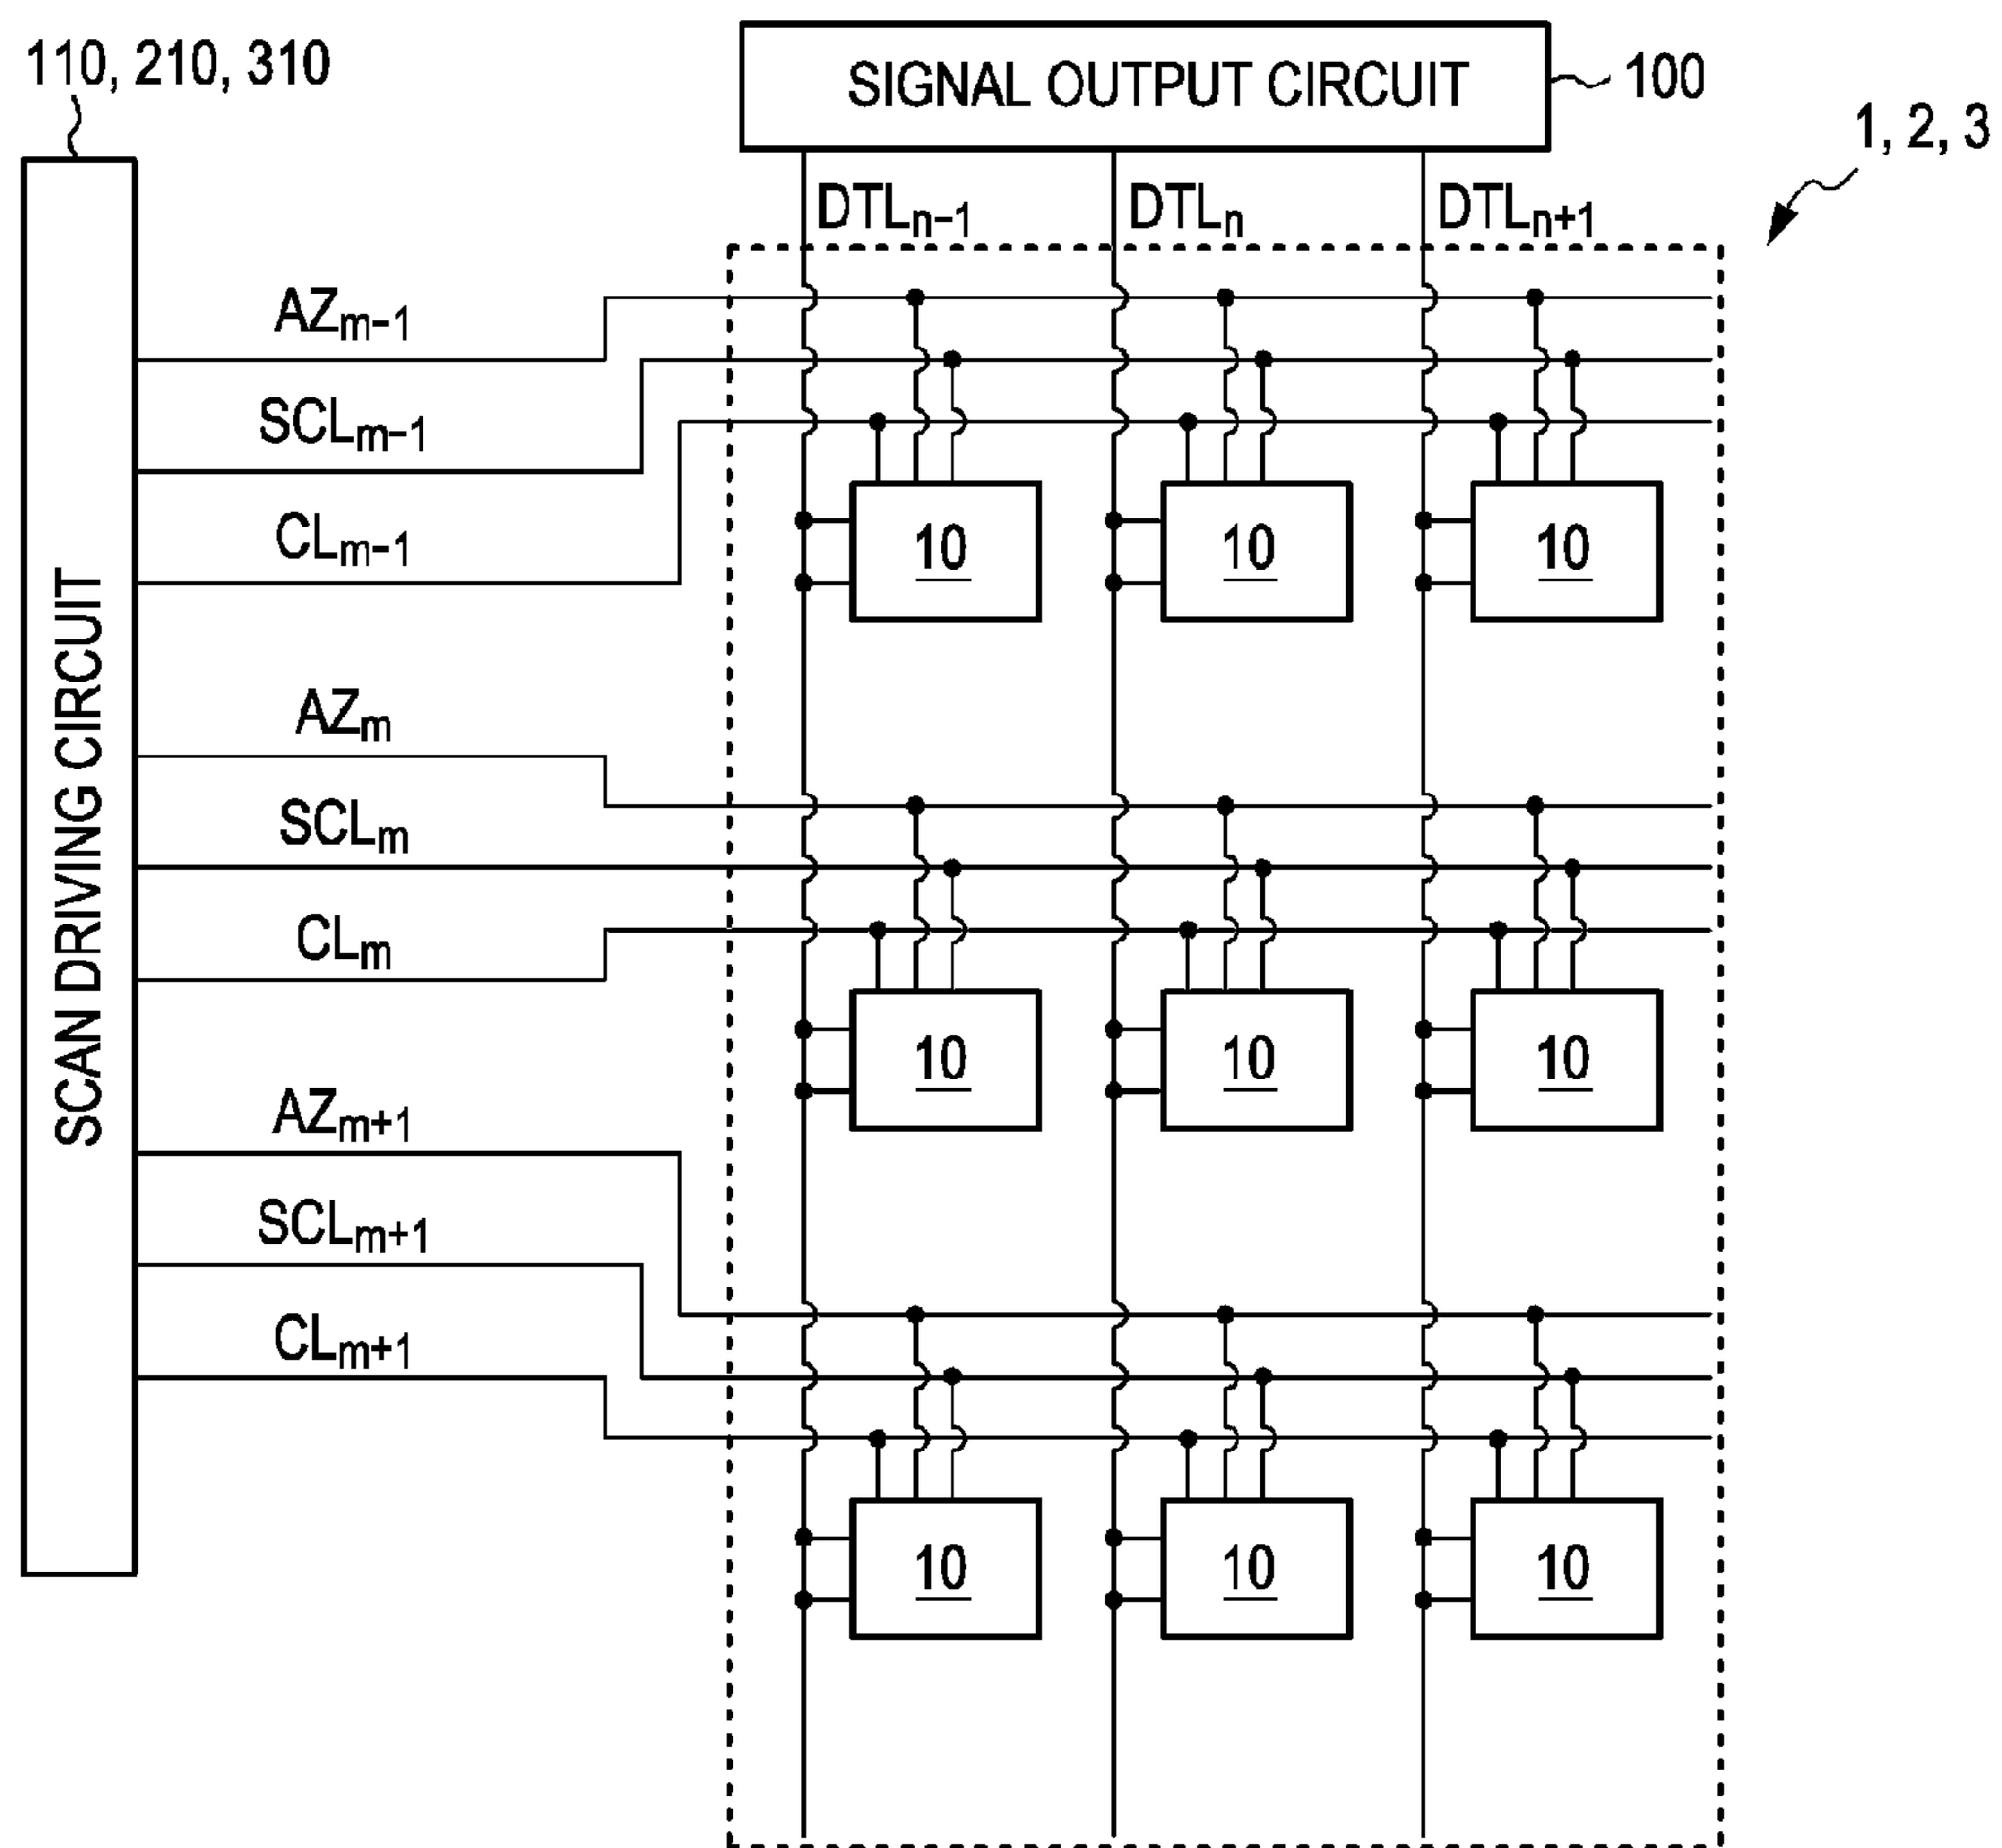 110, 210, 310
SIGNAL OUTPUT CIRCUIT
100
1, 2, 3
DTLn-1
DTLn
DTLn+1
SCAN DRIVING CIRCUIT
AZm-1
SCLm-1
CLm-1
10
10
10
AZm
SCLm
CLm
10
10
10
AZm+1
SCLm+1
CLm+1
10
10
10